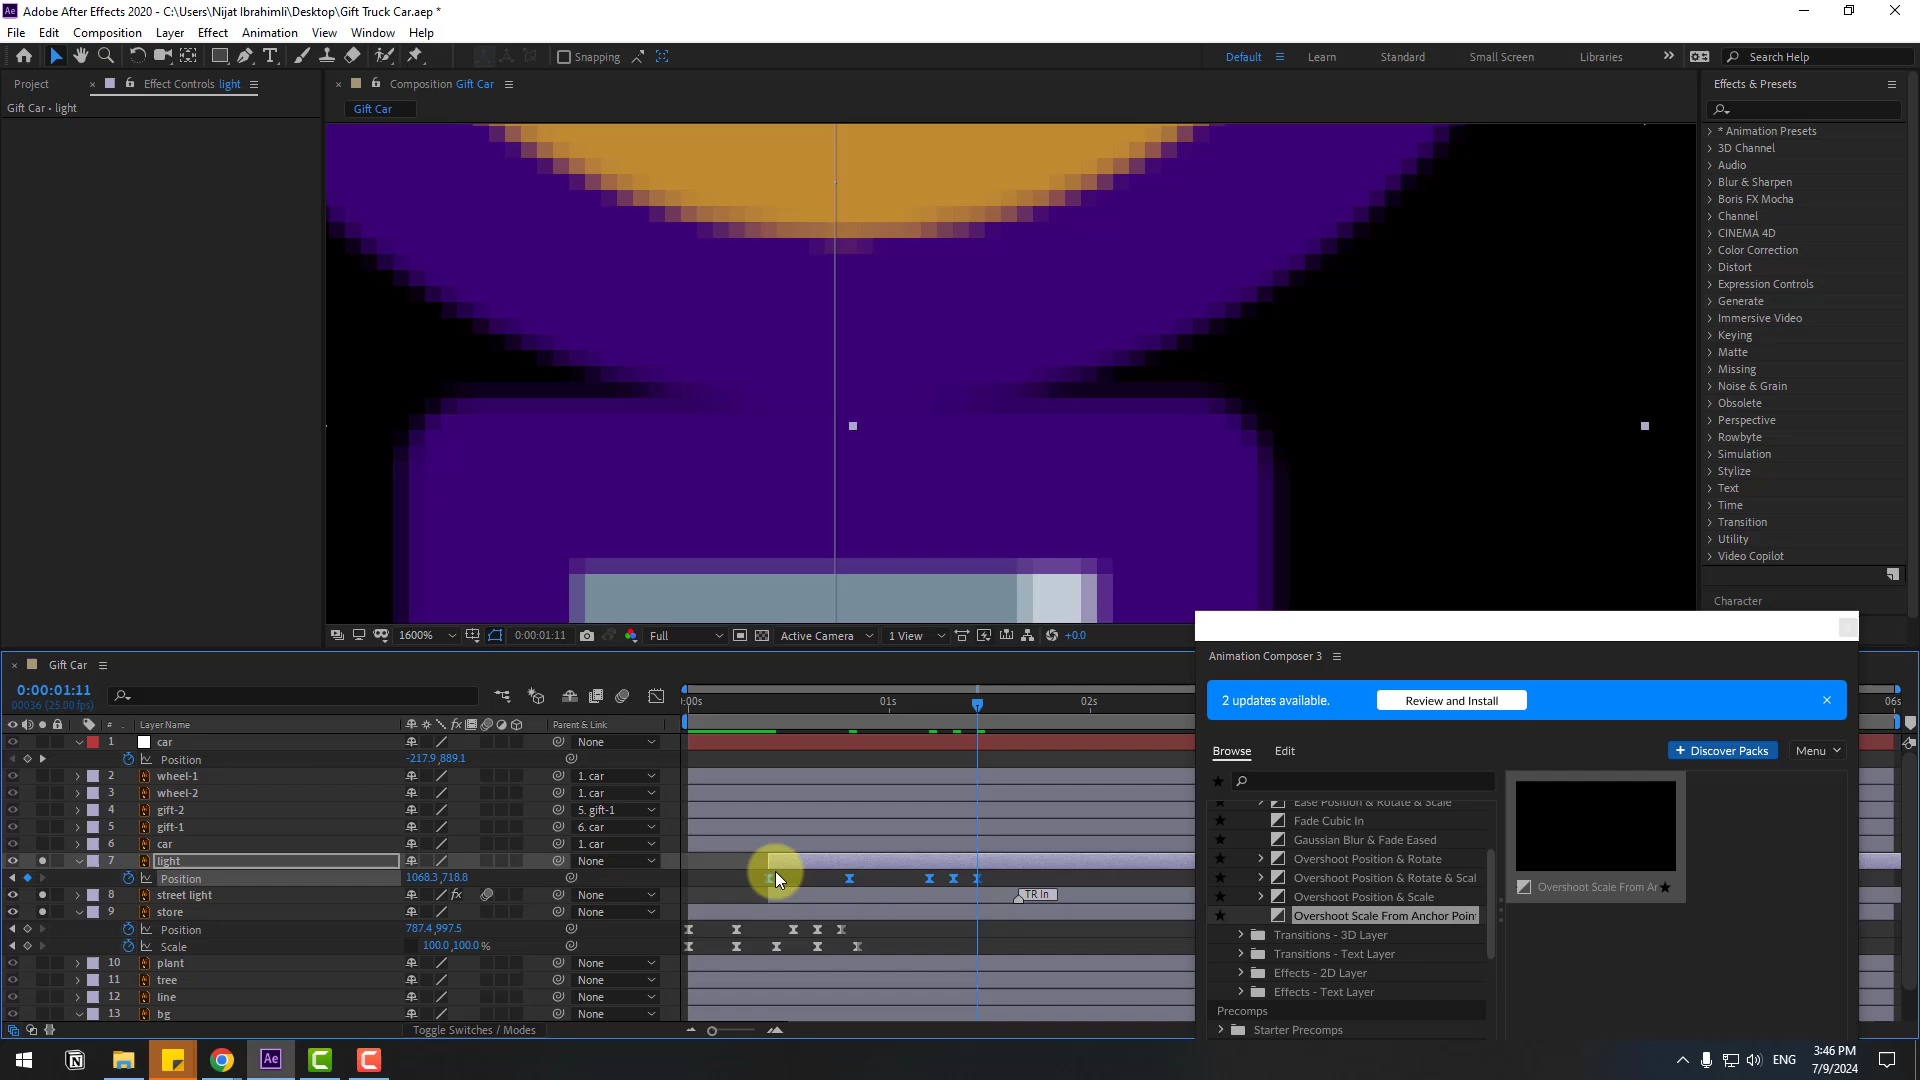 Adobe After Effects 2020 - C:\Users\Nijat Ibrahimli\Desktop\Gift Truck Car.aep *
File Edit Composition Layer Effect Animation View Window Help
Snapping Default Learn Standard Small Screen Libraries Search Help
Project Effect Controls light Composition Gift Car Effects & Presets
Gift Car • light
Gift Car
* Animation Presets
3D Channel
Audio
Blur & Sharpen
Boris FX Mocha
Channel
CINEMA 4D
Color Correction
Distort
Expression Controls
Generate
Immersive Video
Keying
Matte
Missing
Noise & Grain
Obsolete
Perspective
Rowbyte
Simulation
Stylize
Text
Time
Transition
Utility
Video Copilot
Character
1600% 0:00:01:11 Full Active Camera 1 View +0.0
Gift Car
0:00:01:11
00036 (25.00 fps)
:00s 01s 02s 06s
# Layer Name Parent & Link
1 car None
Position -217.9,889.1
2 wheel-1 1. car
3 wheel-2 1. car
4 gift-2 5. gift-1
5 gift-1 6. car
6 car 1. car
7 light None
Position 1068.3,718.8
8 street light fx None TR In
9 store None
Position 787.4,997.5
Scale 100.0,100.0%
10 plant None
11 tree None
12 line None
13 bg None
Toggle Switches / Modes
Animation Composer 3
2 updates available. Review and Install
Browse Edit + Discover Packs Menu
Ease Position & Rotate & Scale
Fade Cubic In
Gaussian Blur & Fade Eased
Overshoot Position & Rotate
Overshoot Position & Rotate & Scal
Overshoot Position & Scale
Overshoot Scale From Anchor Poin
Transitions - 3D Layer
Transitions - Text Layer
Effects - 2D Layer
Effects - Text Layer
Precomps
Starter Precomps
Overshoot Scale From Ar
ENG
3:46 PM
7/9/2024